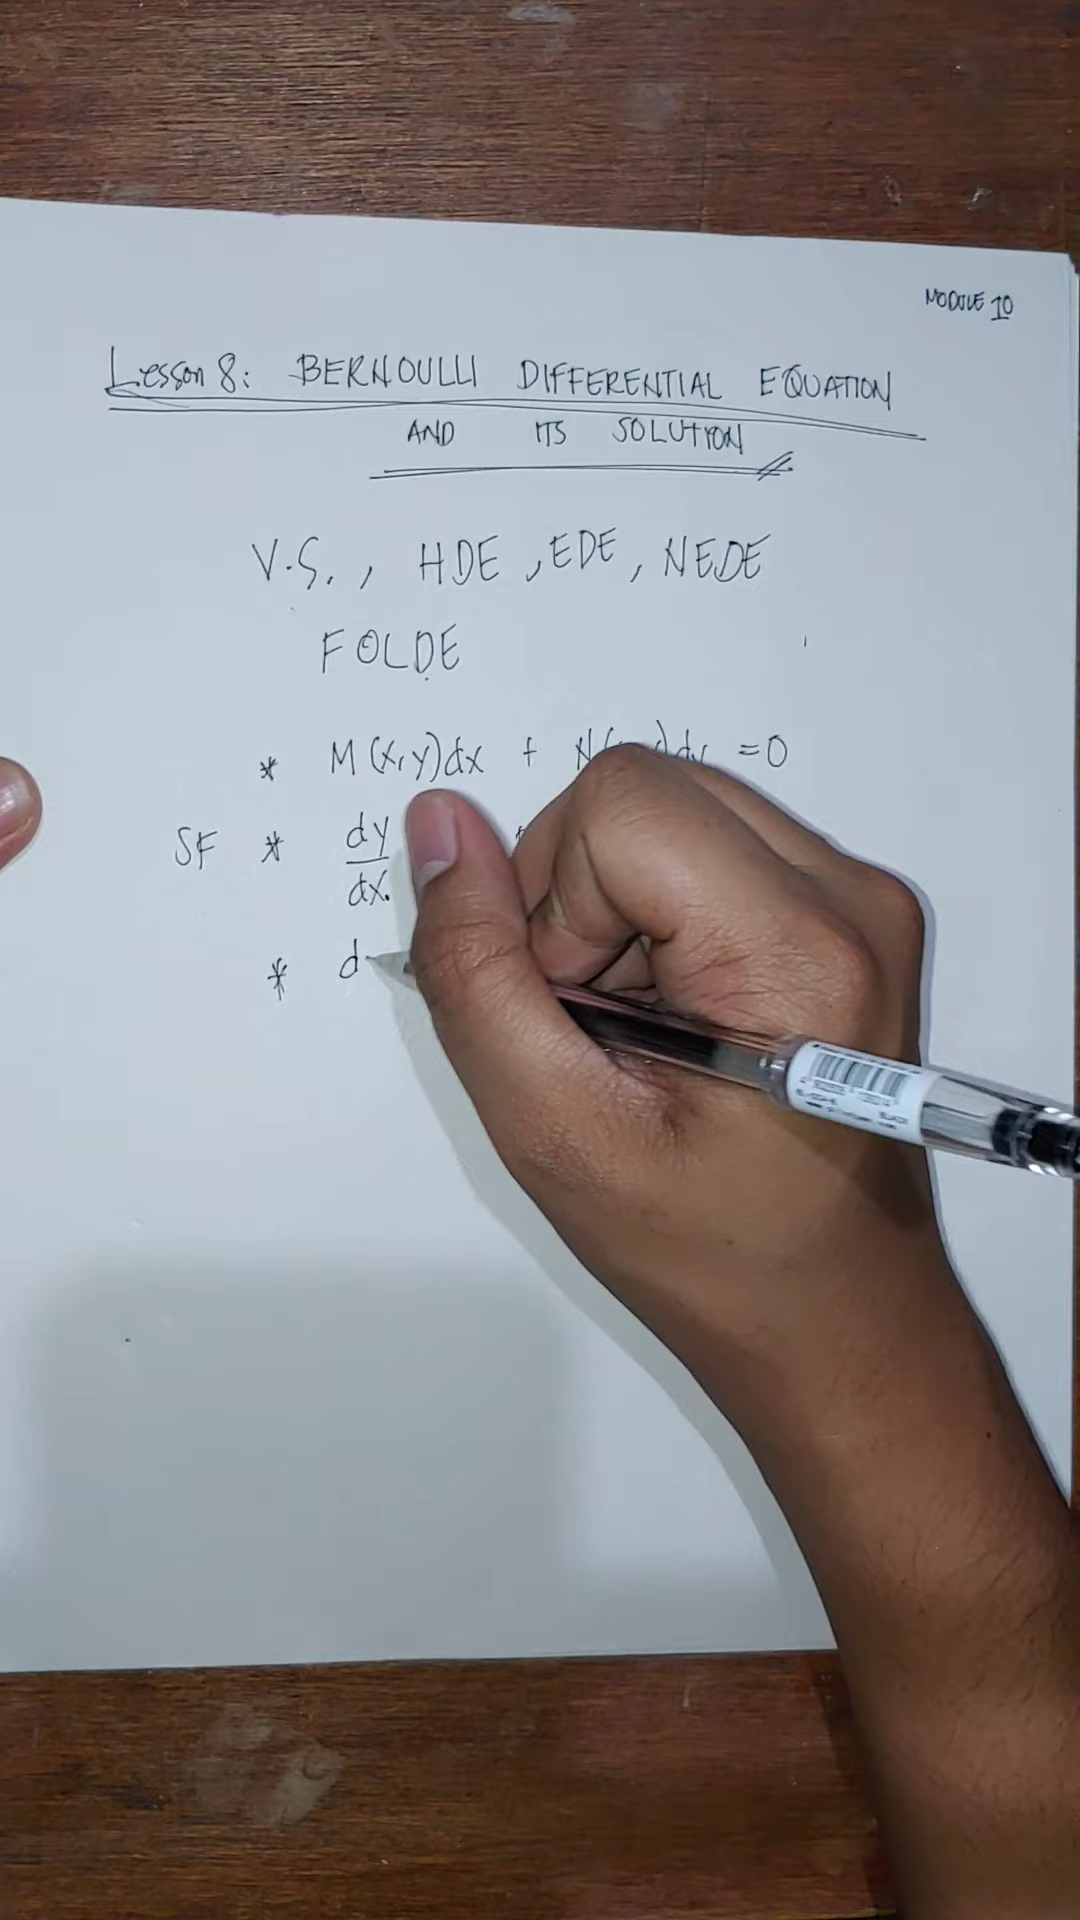 MODULE 10
Lesson 8: BERNOULLI DIFFERENTIAL EQUATION
AND ITS SOLUTION
V.S., HDE, EDE, NEDE
FOLDE
* M(x,y)dx + N( )dy =0
SF * dy/dx
* d